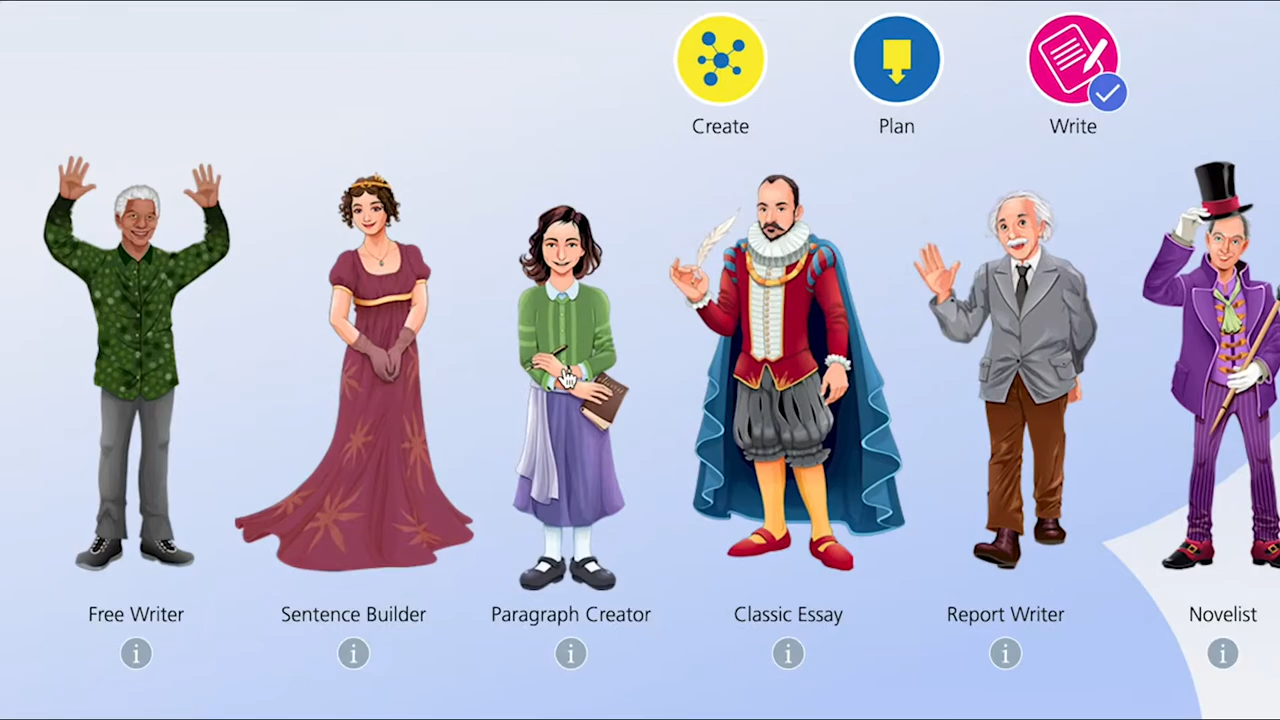 Create
Plan
Write
Free Writer
Sentence Builder
Paragraph Creator
Classic Essay
Report Writer
Novelist
i
i
i
i
i
i